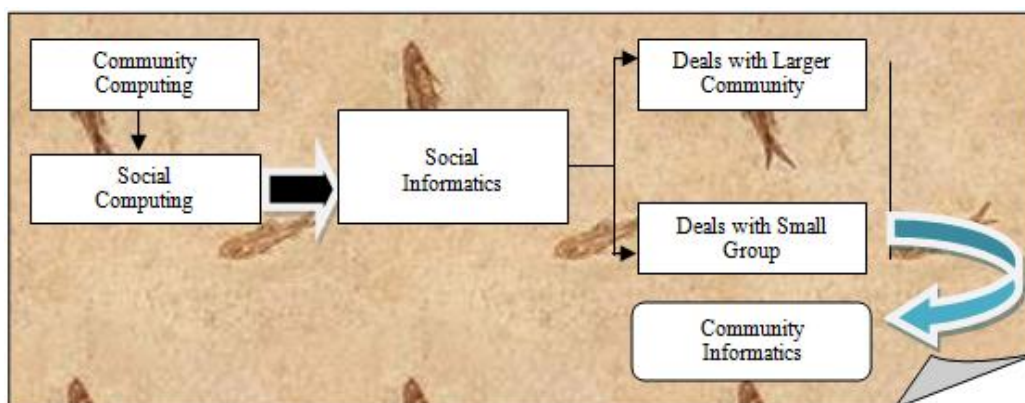 Community
Computing
Social
Computing
Social
Informatics
Deals with Larger
Community
Deals with Small
Group
Community
Informatics